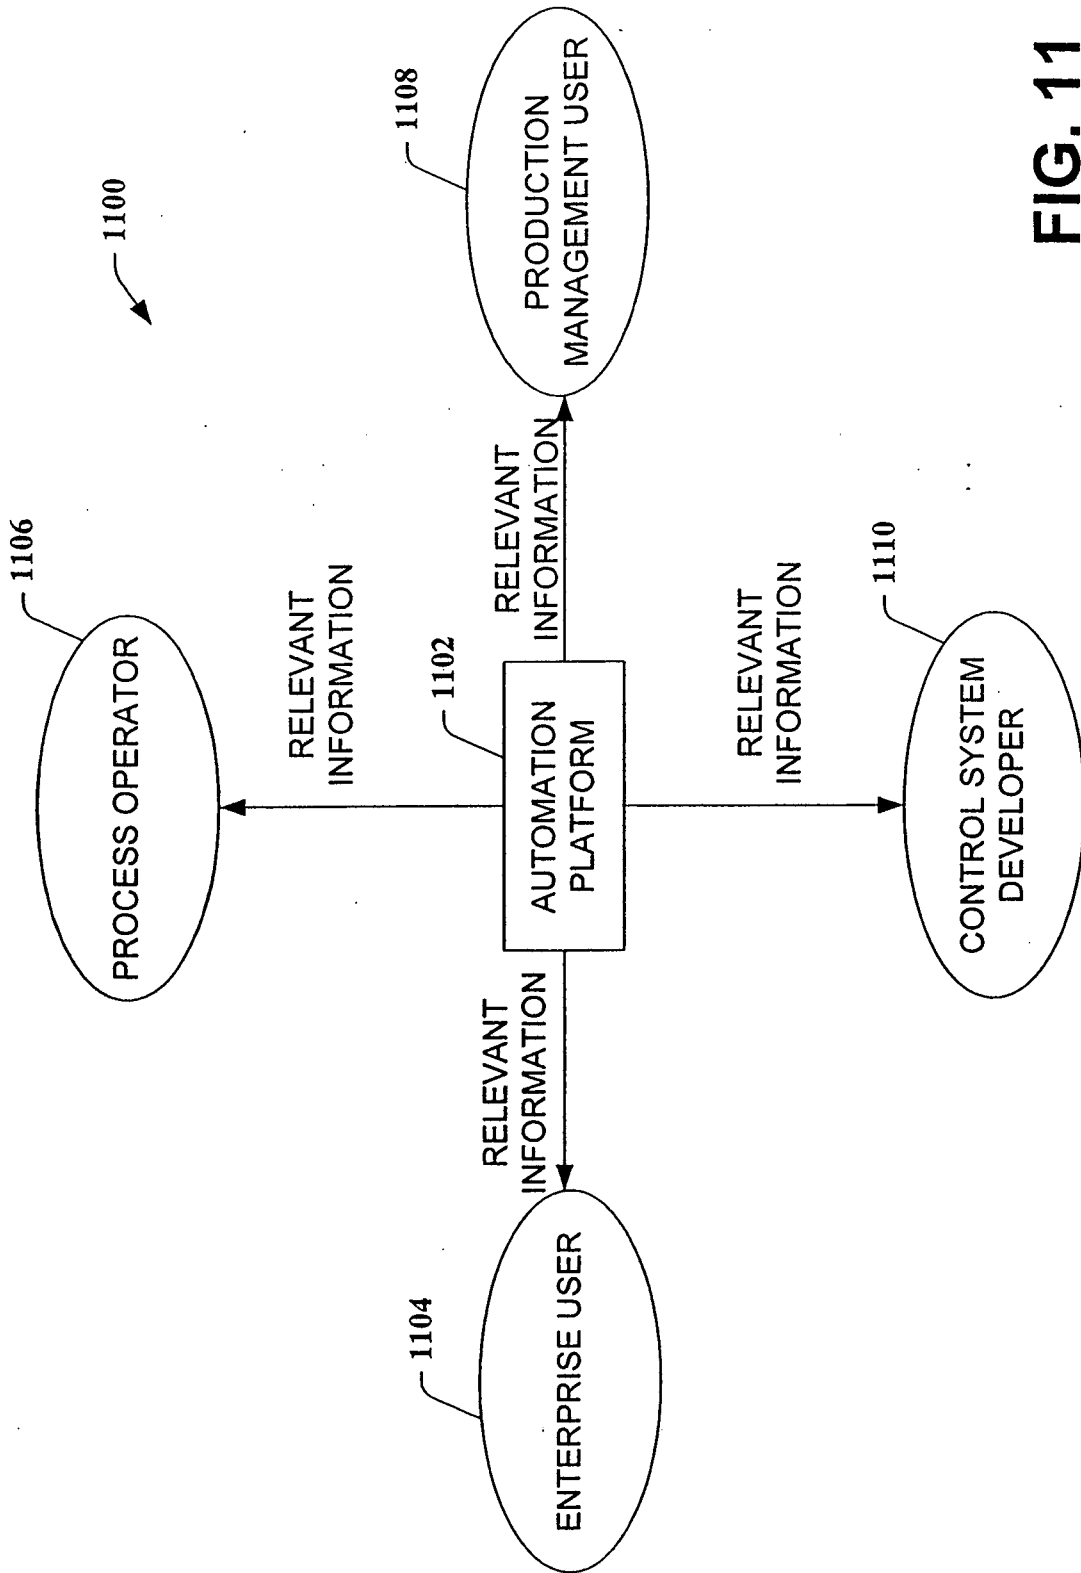 1100
1106
PROCESS OPERATOR
RELEVANT
INFORMATION
1104
ENTERPRISE USER
RELEVANT
INFORMATION
1102
AUTOMATION
PLATFORM
RELEVANT
INFORMATION
1108
PRODUCTION
MANAGEMENT USER
RELEVANT
INFORMATION
1110
CONTROL SYSTEM
DEVELOPER
FIG. 11